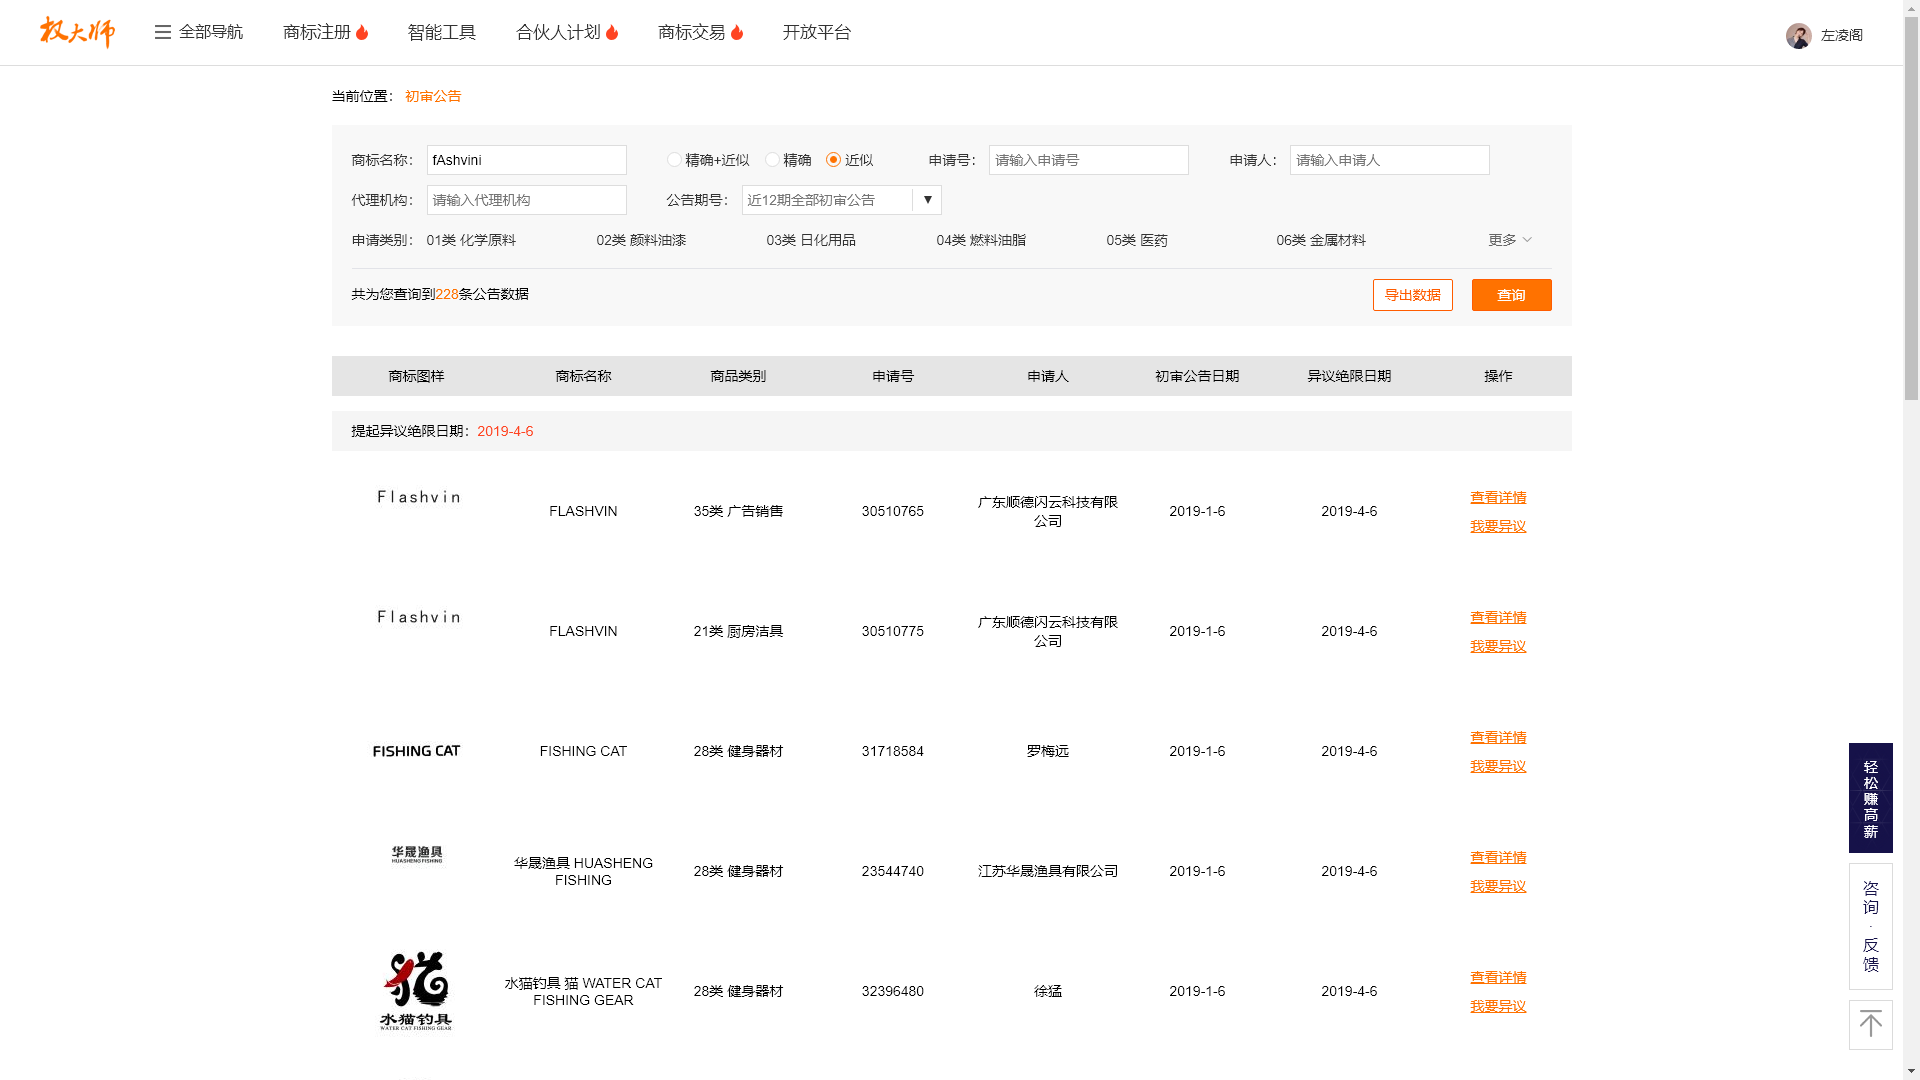 权大师 全部导航 商标注册 智能工具 合伙人计划 商标交易 开放平台 左凌阁
当前位置： 初审公告
商标名称： fAshvini 精确+近似 精确 近似 申请号： 请输入申请号 申请人： 请输入申请人
代理机构： 请输入代理机构 公告期号： 近12期全部初审公告 ▼
申请类别： 01类 化学原料 02类 颜料油漆 03类 日化用品 04类 燃料油脂 05类 医药 06类 金属材料 更多
共为您查询到228条公告数据 导出数据 查询
商标图样 商标名称 商品类别 申请号 申请人 初审公告日期 异议绝限日期 操作
提起异议绝限日期：2019-4-6
Flashvin FLASHVIN 35类 广告销售 30510765 广东顺德闪云科技有限公司 2019-1-6 2019-4-6 查看详情
我要异议
Flashvin FLASHVIN 21类 厨房洁具 30510775 广东顺德闪云科技有限公司 2019-1-6 2019-4-6 查看详情
我要异议
FISHING CAT FISHING CAT 28类 健身器材 31718584 罗梅远 2019-1-6 2019-4-6 查看详情
我要异议
华晟渔具
HUASHENG FISHING
华晟渔具 HUASHENG
FISHING
28类 健身器材 23544740 江苏华晟渔具有限公司 2019-1-6 2019-4-6 查看详情
我要异议
猫
水猫钓具
WATER CAT FISHING GEAR
水猫钓具 猫 WATER CAT
FISHING GEAR
28类 健身器材 32396480 徐猛 2019-1-6 2019-4-6 查看详情
我要异议
轻松赚高薪
咨询·反馈